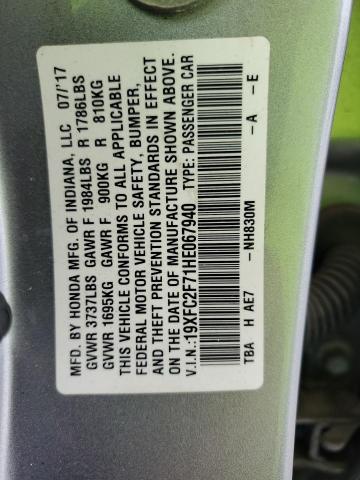 MFD. BY HONDA MFG. OF INDIANA, LLC 07/'17
GVWR 3737LBS GAWR F 1984LBS R 1786LBS
GVWR 1695KG GAWR F 900KG R 810KG
THIS VEHICLE CONFORMS TO ALL APPLICABLE
FEDERAL MOTOR VEHICLE SAFETY, BUMPER,
AND THEFT PREVENTION STANDARDS IN EFFECT
ON THE DATE OF MANUFACTURE SHOWN ABOVE.
V.I.N.:19XFC2F71HE067940 TYPE: PASSENGER CAR
TBA H AE7 -NH830M -A -E